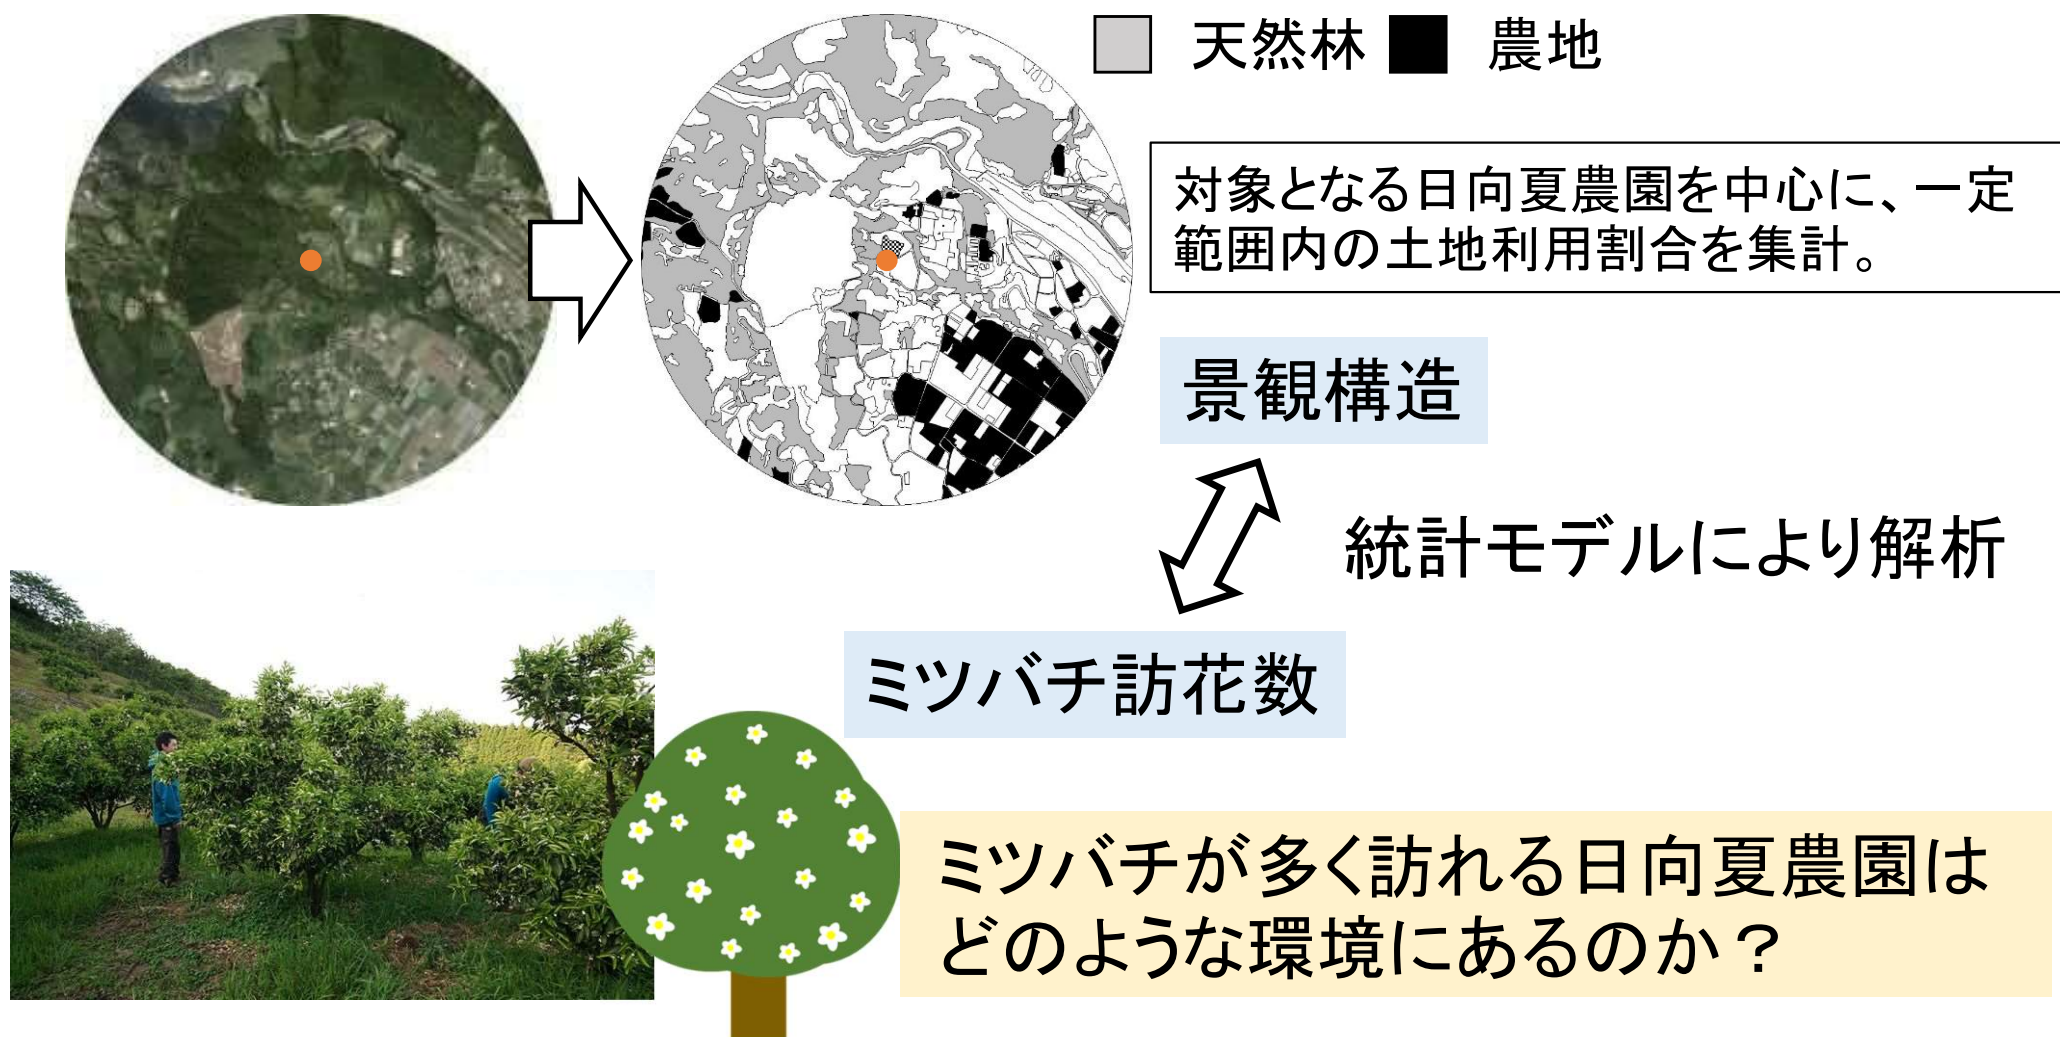 天然林 農地
対象となる日向夏農園を中心に、一定
範囲内の土地利用割合を集計。
景観構造
統計モデルにより解析
ミツバチ訪花数
ミツバチが多く訪れる日向夏農園は
どのような環境にあるのか？